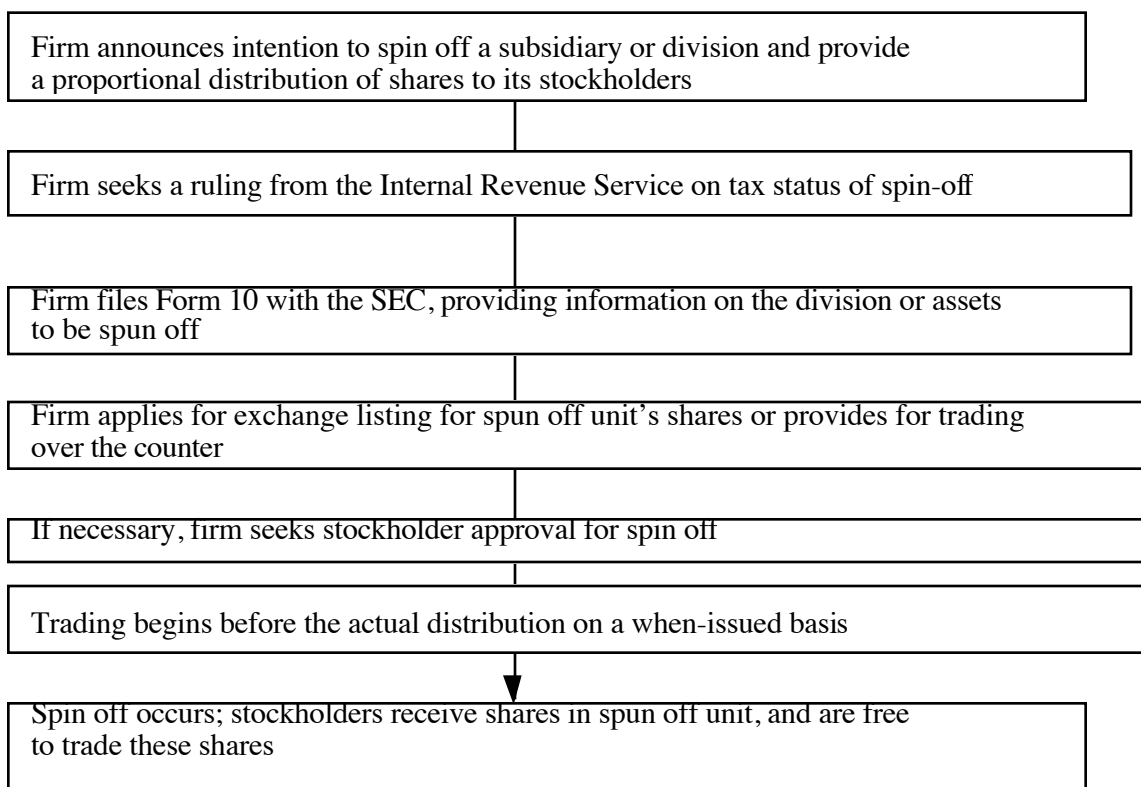 Firm announces intention to spin off a subsidiary or division and provide
a proportional distribution of shares to its stockholders
Firm seeks a ruling from the Internal Revenue Service on tax status of spin-off
Firm files Form 10 with the SEC, providing information on the division or assets
to be spun off
Firm applies for exchange listing for spun off unit’s shares or provides for trading
over the counter
If necessary, firm seeks stockholder approval for spin off
Trading begins before the actual distribution on a when-issued basis
Spin off occurs; stockholders receive shares in spun off unit, and are free
to trade these shares